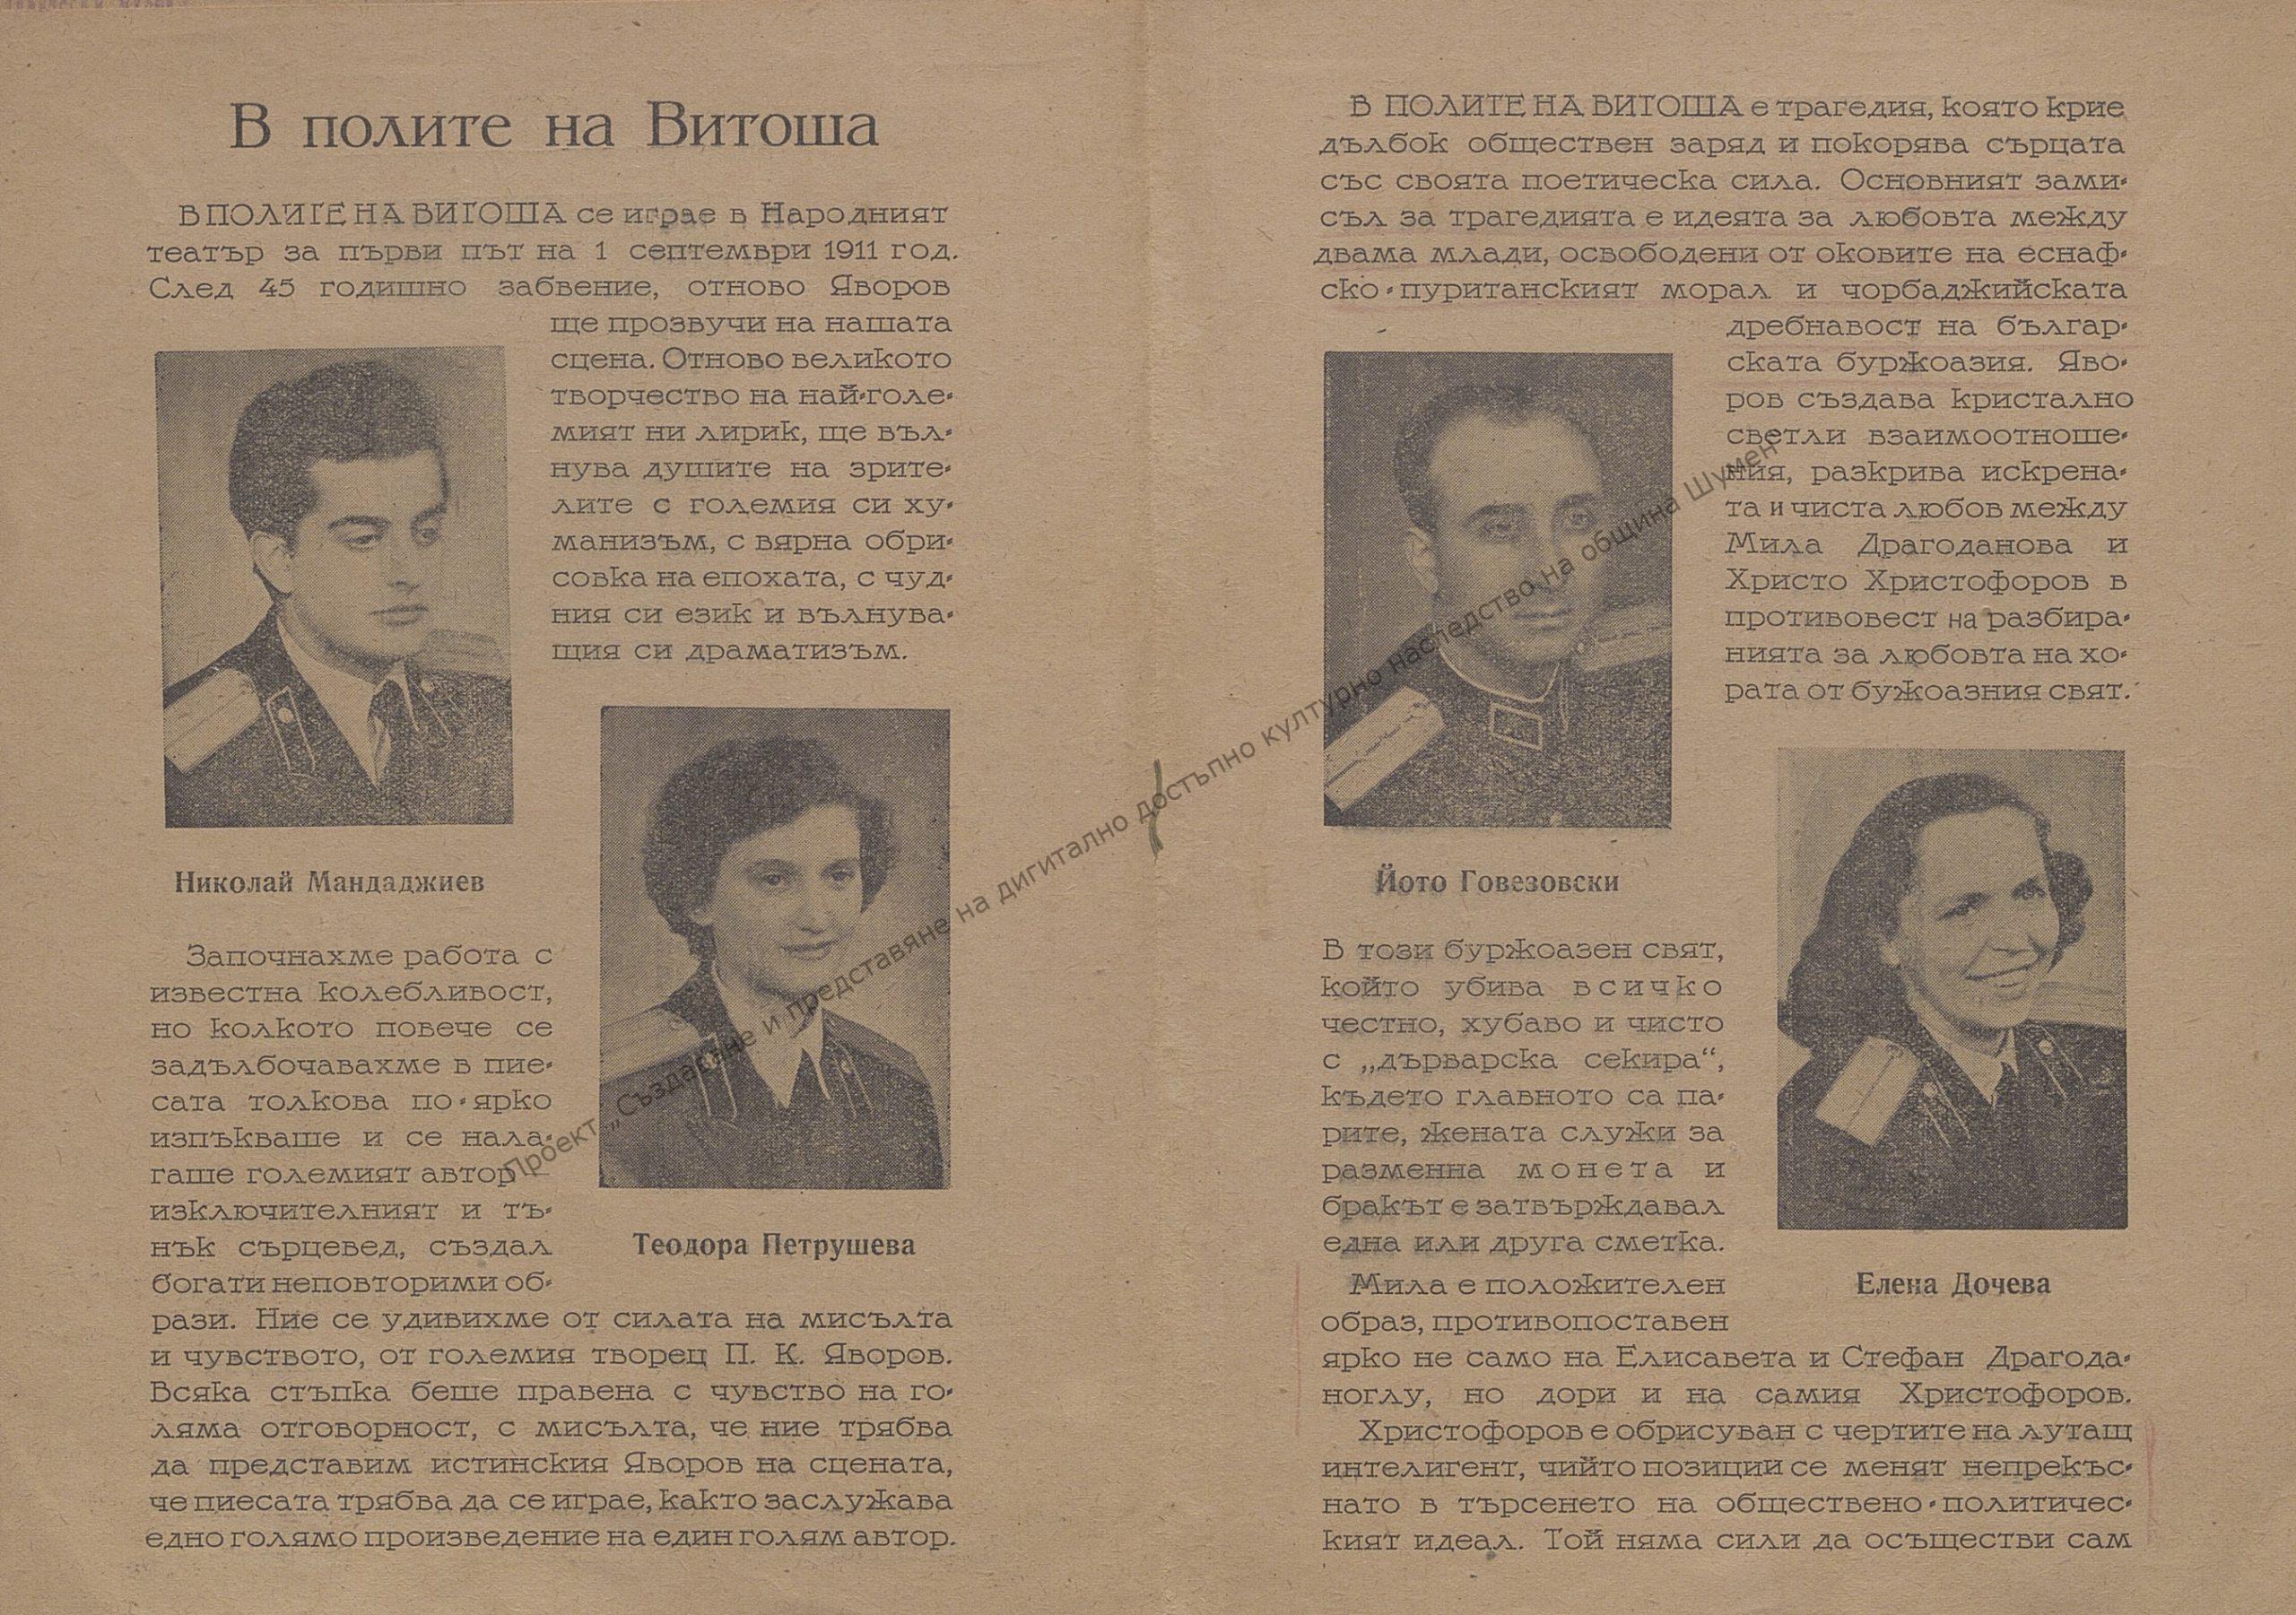 В полите на Витоша
В ПОЛИТЕ НА ВИТОША се играе в Народният
театър за първи път на 1 септември 1911 год.
След 45 годишно забвение, отново Яворов
ще прозвучи на нашата
сцена. Отново великото
творчество на най-голе-
мият ни лирик, ще въл-
нува душите на зрите-
лите с големия си ху-
манизъм, с вярна обри-
совка на епохата, с чуд-
ния си език и вълнува-
щия си драматизъм.
Николай Мандаджиев
Започнахме работа с
известна колебливост,
но колкото повече се
задълбочавахме в пие-
сата толкова по-ярко
изпъкваше и се нала-
гаше големият автор —
изключителният и тъ-
нък сърцевед, създал
богати неповторими об-
Теодора Петрушева
рази. Ние се удивихме от силата на мисълта
и чувството, от големия творец П. К. Яворов.
Всяка стъпка беше правена с чувство на го-
ляма отговорност, с мисълта, че ние трябва
да представим истинския Яворов на сцената,
че пиесата трябва да се играе, както заслужава
едно голямо произведение на един голям автор.
В ПОЛИТЕ НА ВИТОША е трагедия, която крие
дълбок обществен заряд и покорява сърцата
със своята поетическа сила. Основният зами-
съл за трагедията е идеята за любовта между
двама млади, освободени от оковите на еснаф-
ско-пуританският морал и чорбаджийската
дребнавост на българ-
ската буржоазия. Яво-
ров създава кристално
светли взаимоотноше-
ния, разкрива искрена-
та и чиста любов между
Мила Драгоданова и
Христо Христофоров в
противовест на разбира-
нията за любовта на хо-
рата от бужоазния свят.
Йото Говезовски
В този буржоазен свят,
който убива всичко
честно, хубаво и чисто
с „дърварска секира“,
където главното са па-
рите, жената служи за
разменна монета и
бракът е затвърждавал
една или друга сметка.
Мила е положителен
образ, противопоставен
Елена Дочева
ярко не само на Елисавета и Стефан Драгода-
ноглу, но дори и на самия Христофоров.
Христофоров е обрисуван с чертите на лутащ
интелигент, чийто позиции се менят непрекъс-
нато в търсенето на обществено-политичес-
кият идеал. Той няма сили да осъществи сам
Проект „Създаване и представяне на дигитално достъпно културно наследство на община Шумен“